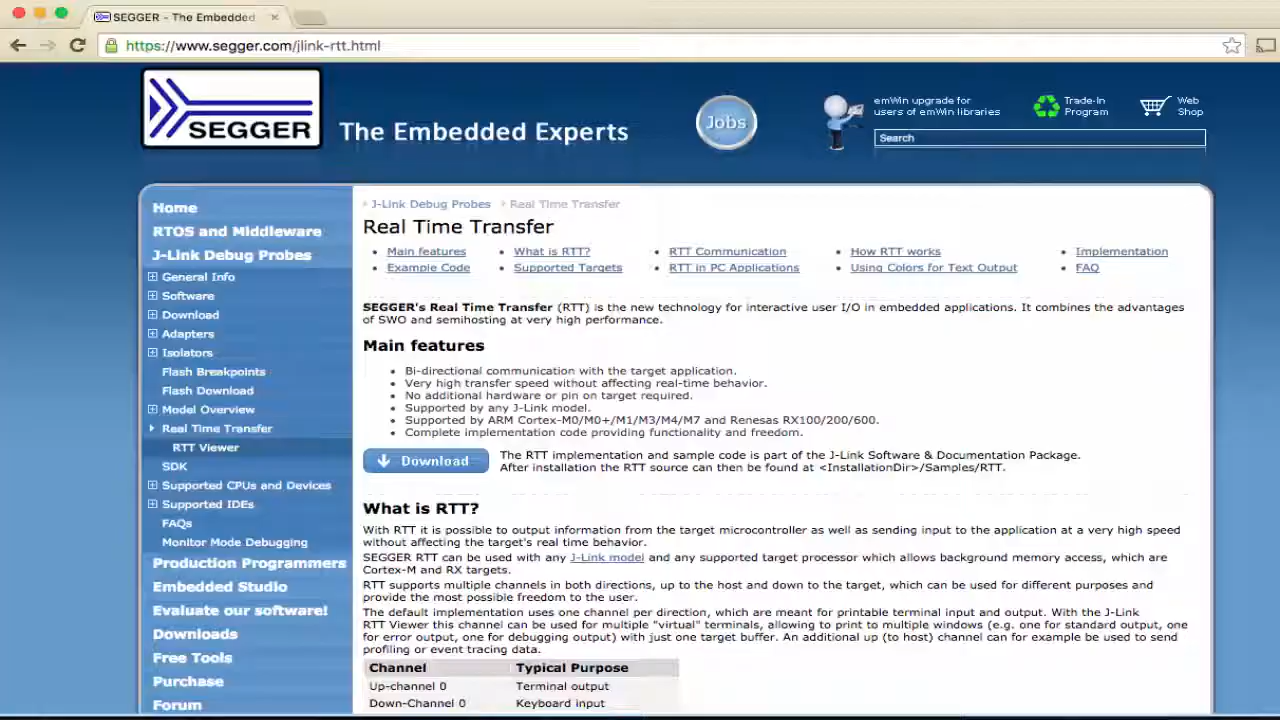 SEGGER - The Embedded
https://www.segger.com/jlink-rtt.html
SEGGER
The Embedded Experts
Jobs
emWin upgrade for
users of emWin libraries
Trade-In
Program
Web
Shop
Search
Home
RTOS and Middleware
J-Link Debug Probes
General Info
Software
Download
Adapters
Isolators
Flash Breakpoints
Flash Download
Model Overview
Real Time Transfer
RTT Viewer
SDK
Supported CPUs and Devices
Supported IDEs
FAQs
Monitor Mode Debugging
Production Programmers
Embedded Studio
Evaluate our software!
Downloads
Free Tools
Purchase
Forum
J-Link Debug Probes Real Time Transfer
Real Time Transfer
Main features What is RTT? RTT Communication How RTT works Implementation
Example Code Supported Targets RTT in PC Applications Using Colors for Text Output FAQ
SEGGER's Real Time Transfer (RTT) is the new technology for interactive user I/O in embedded applications. It combines the advantages
of SWO and semihosting at very high performance.
Main features
Bi-directional communication with the target application.
Very high transfer speed without affecting real-time behavior.
No additional hardware or pin on target required.
Supported by any J-Link model.
Supported by ARM Cortex-M0/M0+/M1/M3/M4/M7 and Renesas RX100/200/600.
Complete implementation code providing functionality and freedom.
Download
The RTT implementation and sample code is part of the J-Link Software & Documentation Package.
After installation the RTT source can then be found at <InstallationDir>/Samples/RTT.
What is RTT?
With RTT it is possible to output information from the target microcontroller as well as sending input to the application at a very high speed
without affecting the target's real time behavior.
SEGGER RTT can be used with any J-Link model and any supported target processor which allows background memory access, which are
Cortex-M and RX targets.
RTT supports multiple channels in both directions, up to the host and down to the target, which can be used for different purposes and
provide the most possible freedom to the user.
The default implementation uses one channel per direction, which are meant for printable terminal input and output. With the J-Link
RTT Viewer this channel can be used for multiple "virtual" terminals, allowing to print to multiple windows (e.g. one for standard output, one
for error output, one for debugging output) with just one target buffer. An additional up (to host) channel can for example be used to send
profiling or event tracing data.
Channel Typical Purpose
Up-channel 0 Terminal output
Down-Channel 0 Keyboard input